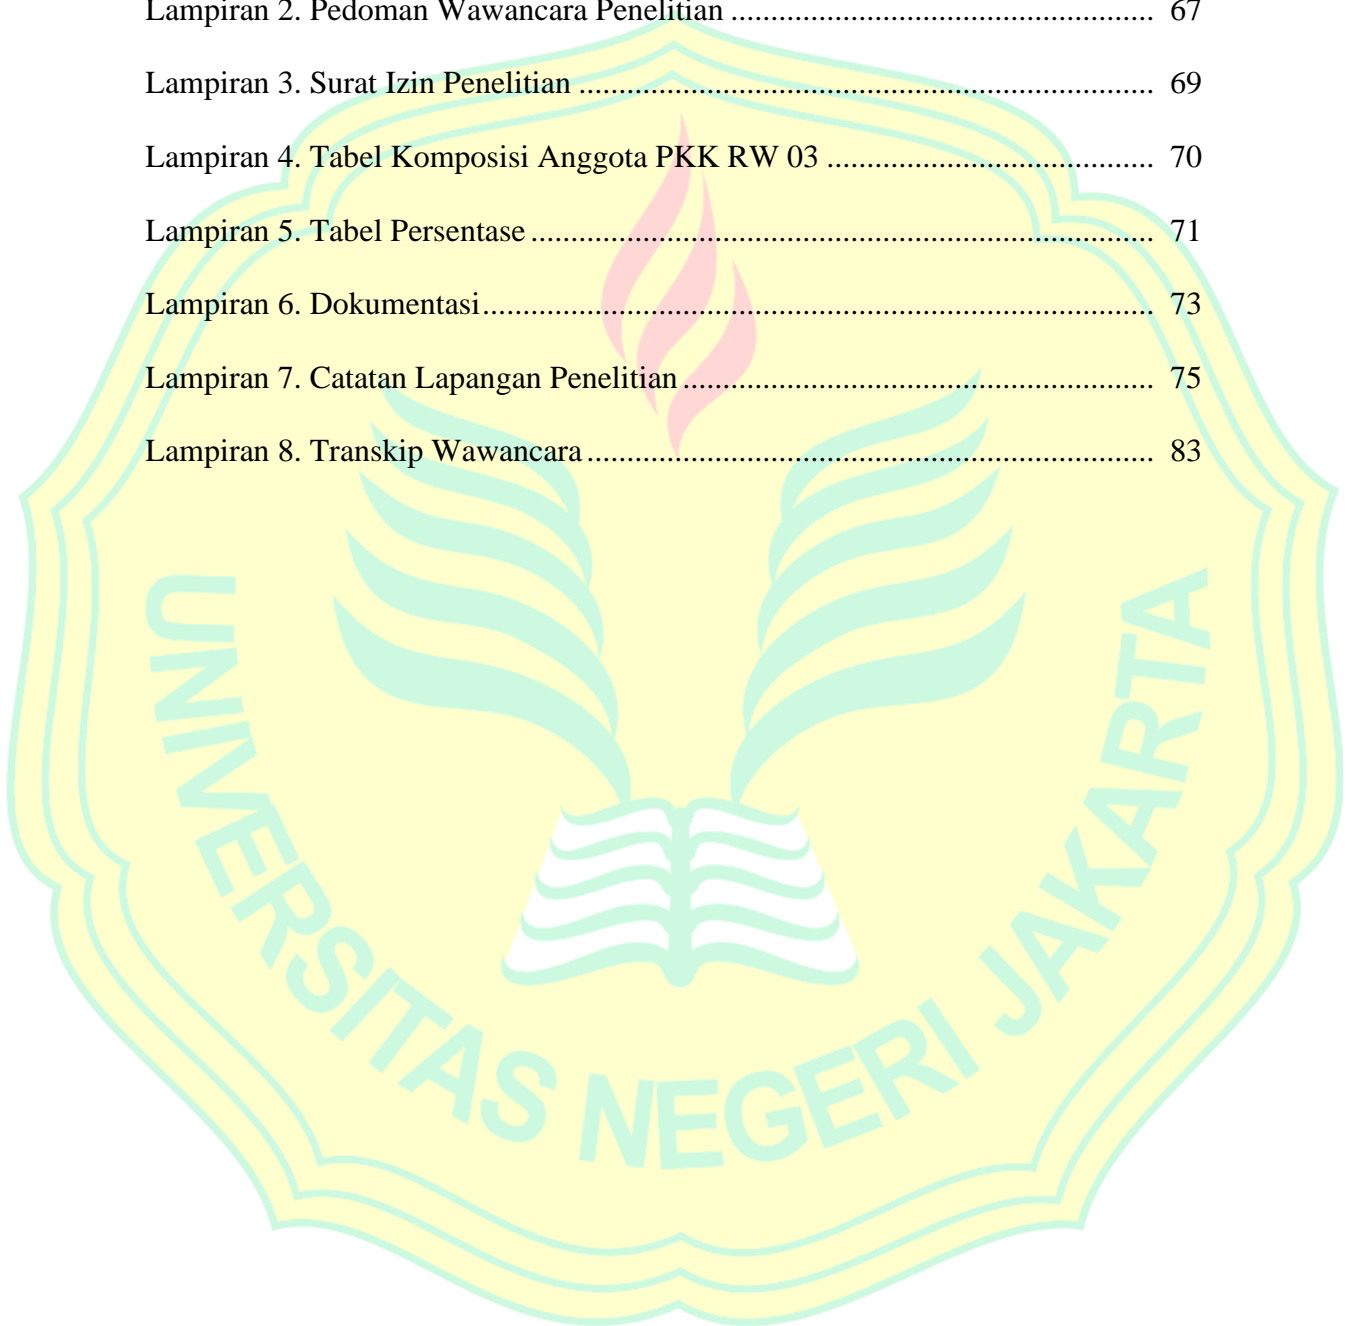 Lampiran 2. Pedoman Wawancara Penelitian .................................................... 67
Lampiran 3. Surat Izin Penelitian ...................................................................... 69
Lampiran 4. Tabel Komposisi Anggota PKK RW 03 ........................................ 70
Lampiran 5. Tabel Persentase ............................................................................ 71
Lampiran 6. Dokumentasi .................................................................................. 73
Lampiran 7. Catatan Lapangan Penelitian .......................................................... 75
Lampiran 8. Transkip Wawancara ...................................................................... 83
UNIVERSITAS NEGERI JAKARTA